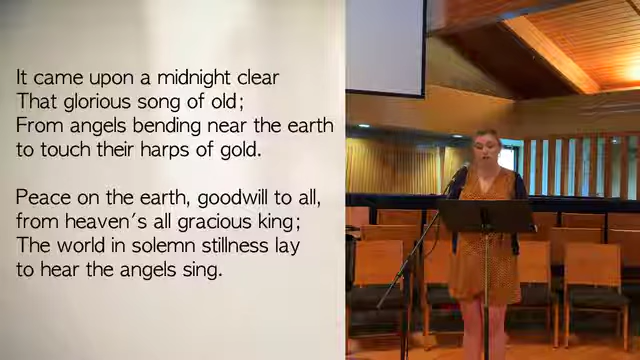 It came upon a midnight clear
That glorious song of old;
From angels bending near the earth
to touch their harps of gold.
Peace on the earth, goodwill to all,
from heaven's all gracious king;
The world in solemn stillness lay
to hear the angels sing.